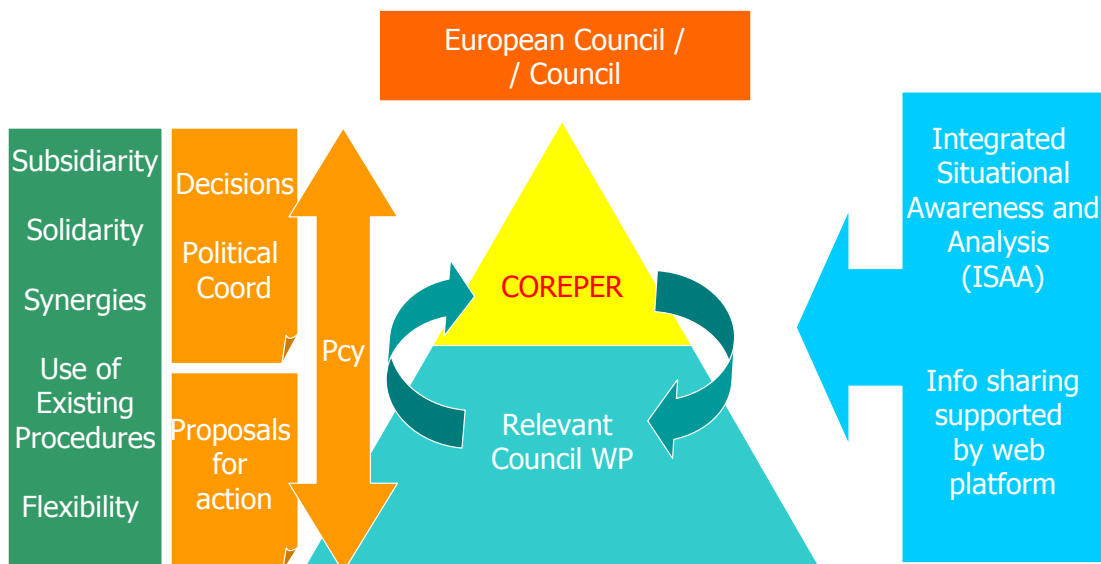 European Council /
/ Council
Subsidiarity
Solidarity
Synergies
Use of
Existing
Procedures
Flexibility
Decisions
Political
Coord
Proposals
for
action
Pcy
COREPER
Relevant
Council WP
Integrated
Situational
Awareness and
Analysis
(ISAA)
Info sharing
supported
by web
platform